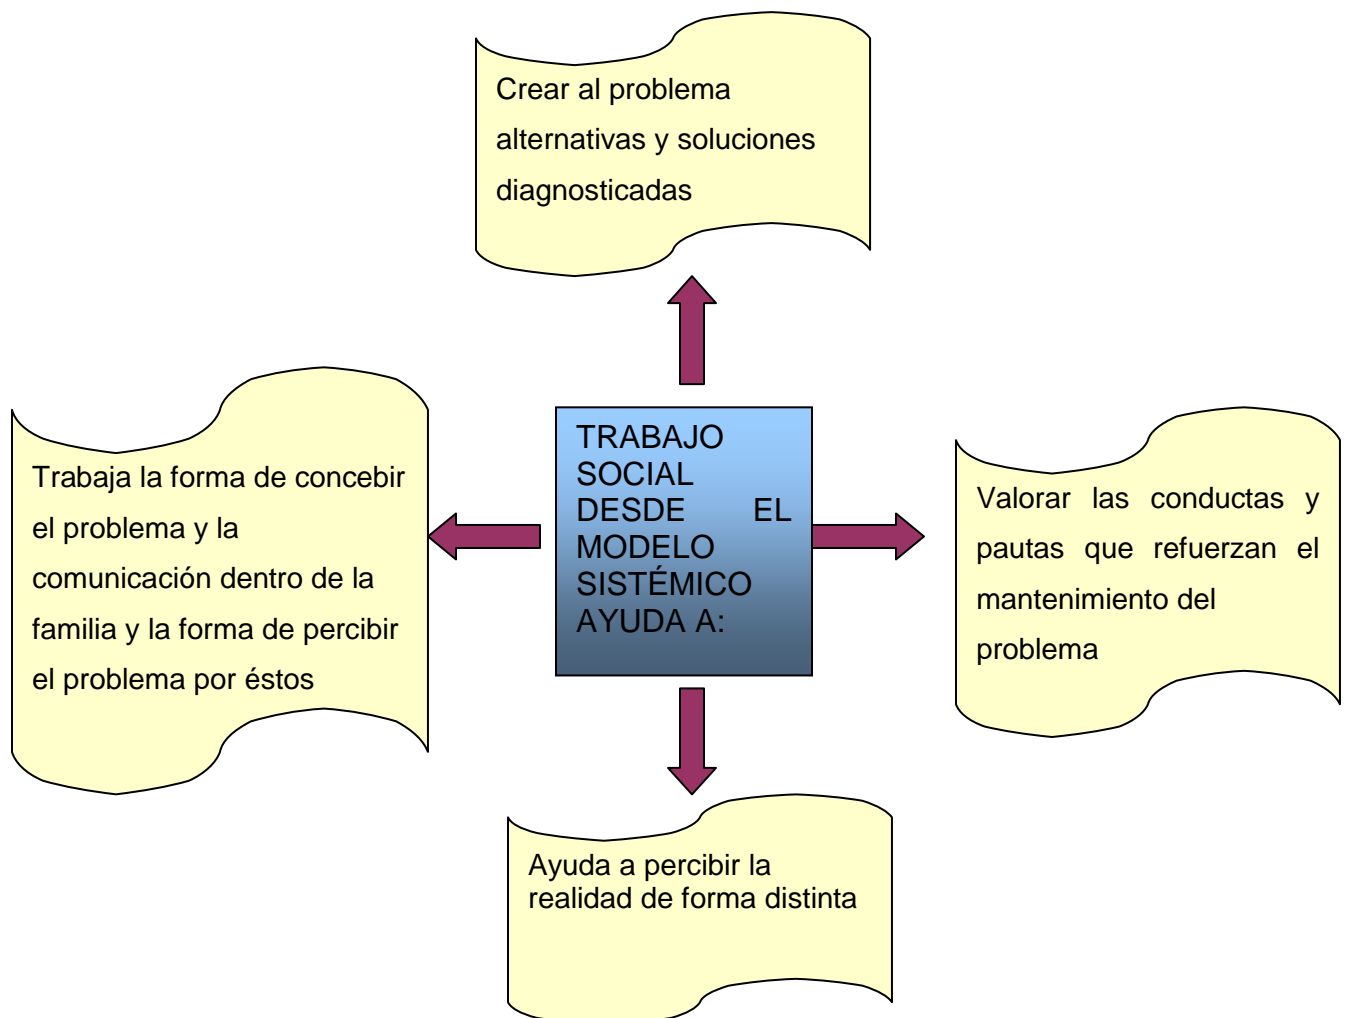 Crear al problema
alternativas y soluciones
diagnosticadas
Trabaja la forma de concebir
el problema y la
comunicación dentro de la
familia y la forma de percibir
el problema por éstos
TRABAJO
SOCIAL
DESDE EL
MODELO
SISTÉMICO
AYUDA A:
Valorar las conductas y
pautas que refuerzan el
mantenimiento del
problema
Ayuda a percibir la
realidad de forma distinta